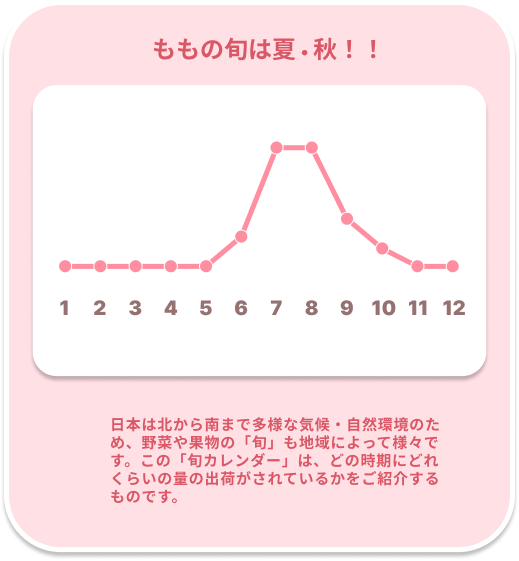 ももの旬は夏・秋！！
1 2 3 4 5 6 7 8 9 10 11 12
日本は北から南まで多様な気候・自然環境のた
め、野菜や果物の「旬」も地域によって様々で
す。この「旬カレンダー」は、どの時期にどれ
くらいの量の出荷がされているかをご紹介する
ものです。